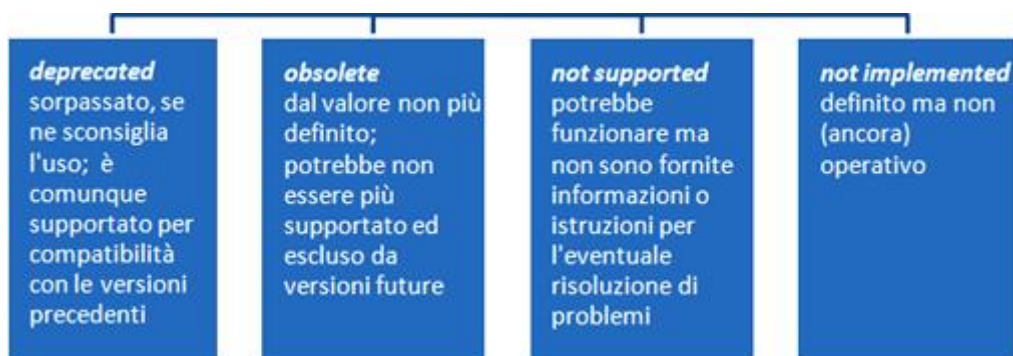 deprecated
sorpassato, se
ne sconsiglia
l'uso; è
comunque
supportato per
compatibilità
con le versioni
precedenti
obsolete
dal valore non più
definito;
potrebbe non
essere più
supportato ed
escluso da
versioni future
not supported
potrebbe
funzionare ma
non sono fornite
informazioni o
istruzioni per
l'eventuale
risoluzione di
problemi
not implemented
definito ma non
(ancora)
operativo